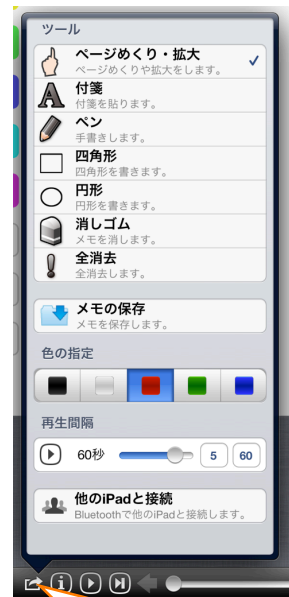 ツール
ページめくり・拡大
ページめくりや拡大をします。
付箋
付箋を貼ります。
ペン
手書きします。
四角形
四角形を書きます。
円形
円形を書きます。
消しゴム
メモを消します。
全消去
全消去します。
メモの保存
メモを保存します。
色の指定
再生間隔
60秒 5 60
他のiPadと接続
Bluetoothで他のiPadと接続します。